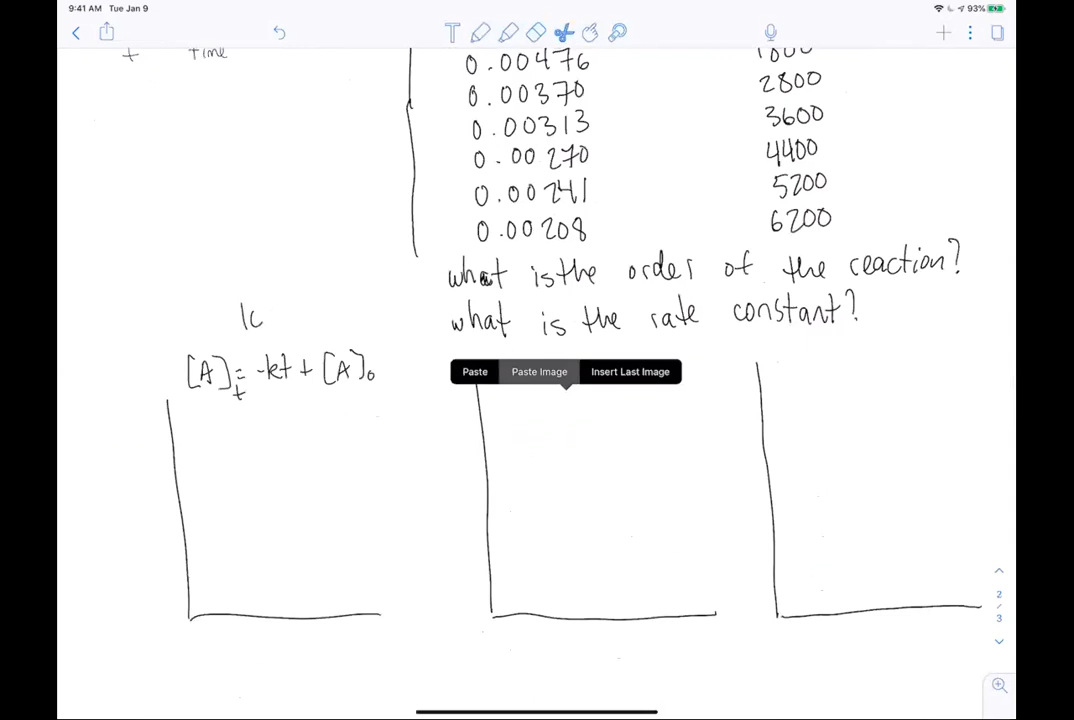 9:41 AM Tue Jan 9
93%
T
+ time
0.00476
0.00370 2800
0.00313 3600
0.00270 4400
0.00241 5200
0.00208 6200
what is the order of the reaction?
what is the rate constant?
[A]t = -kt + [A]0
Paste Paste Image Insert Last Image
2
/
3